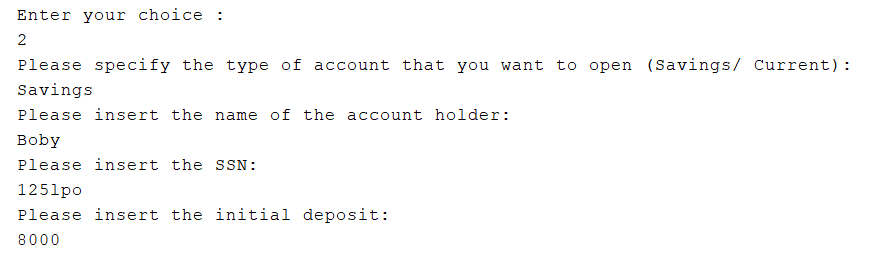 Enter your choice :
2
Please specify the type of account that you want to open (Savings/ Current):
Savings
Please insert the name of the account holder:
Boby
Please insert the SSN:
125lpo
Please insert the initial deposit:
8000